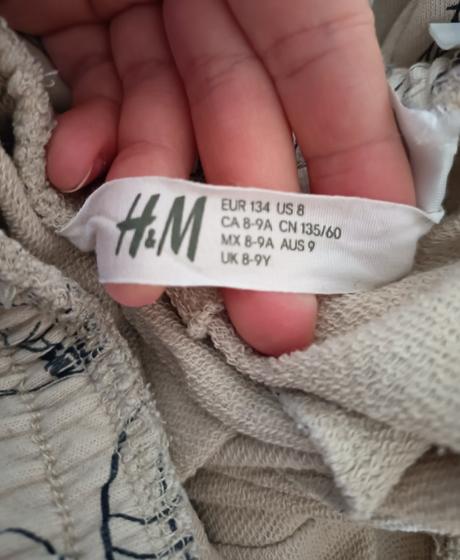 H&M
EUR 134 US 8
CA 8-9A CN 135/60
MX 8-9A AUS 9
UK 8-9Y